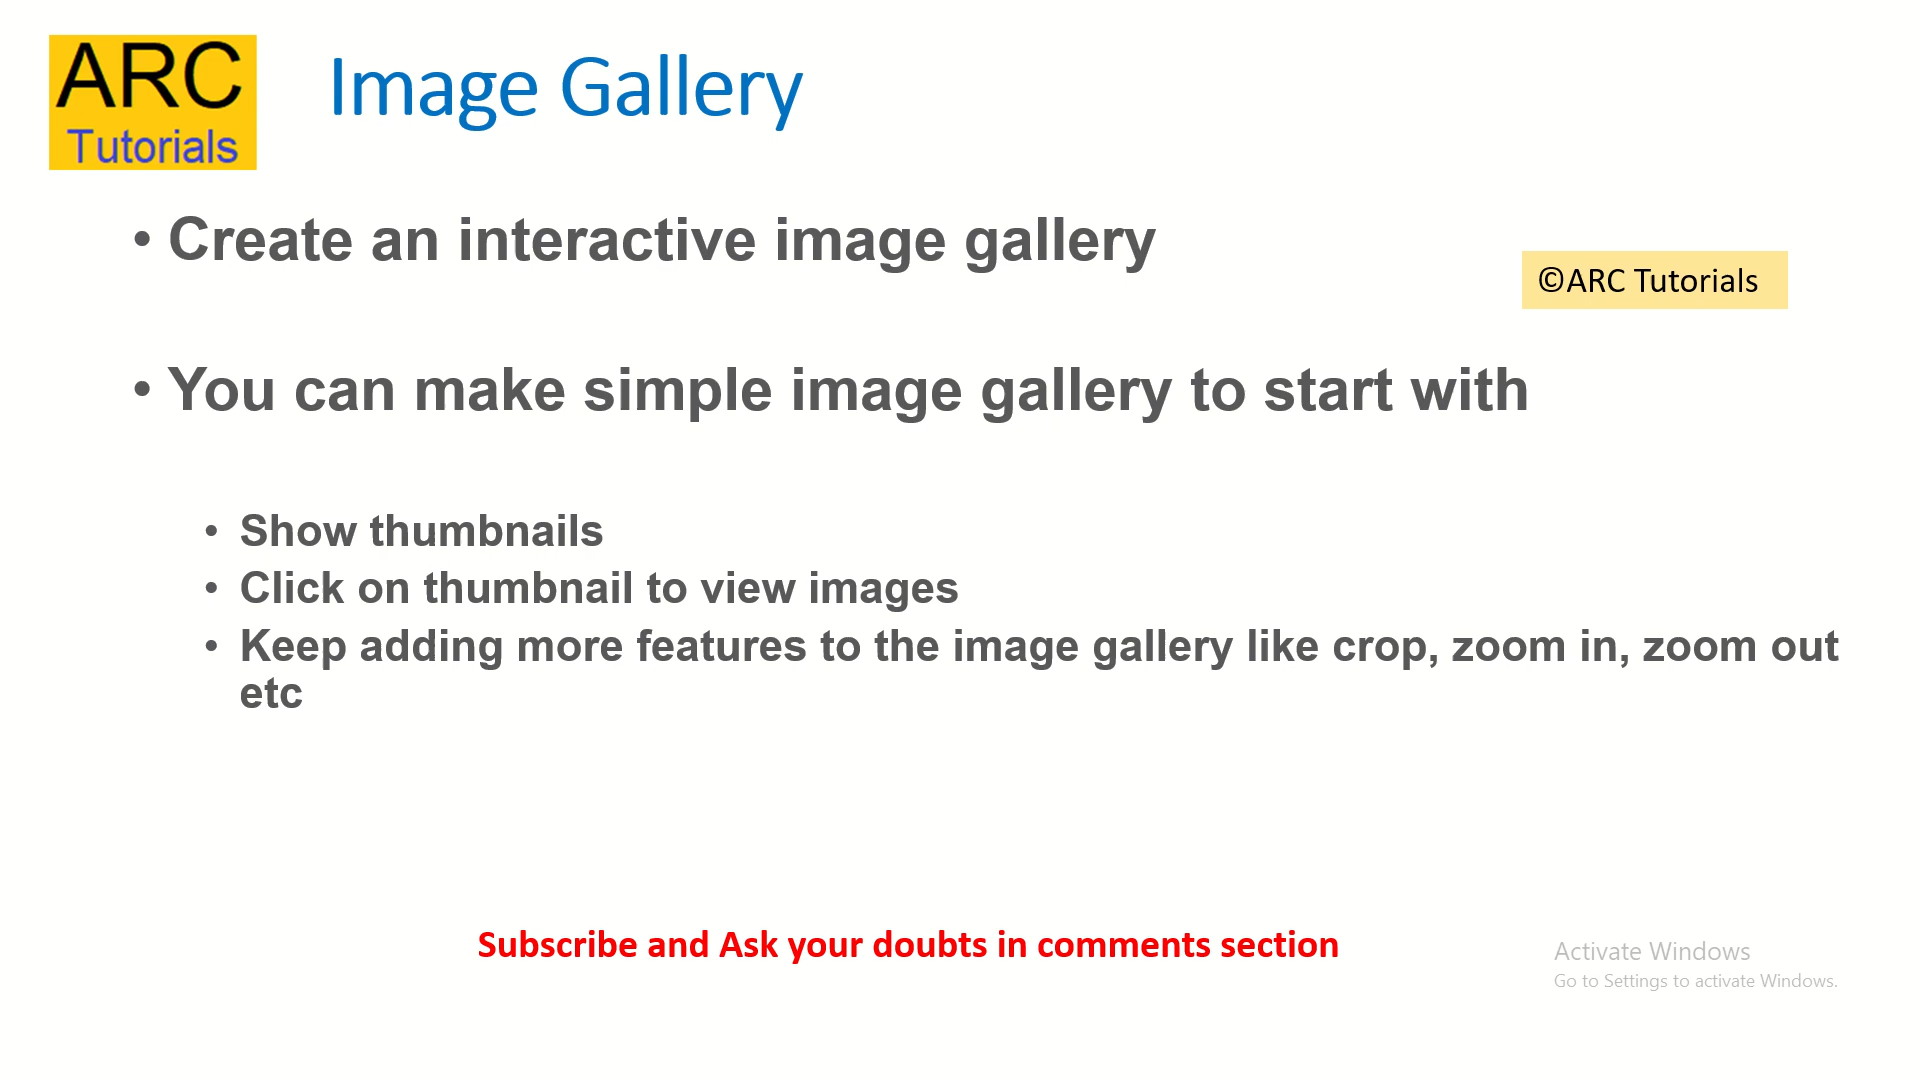 ARC
Tutorials
Image Gallery
• Create an interactive image gallery
©ARC Tutorials
• You can make simple image gallery to start with
• Show thumbnails
• Click on thumbnail to view images
• Keep adding more features to the image gallery like crop, zoom in, zoom out
etc
Subscribe and Ask your doubts in comments section
Activate Windows
Go to Settings to activate Windows.